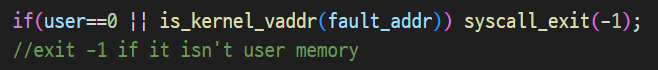 if(user==0 || is_kernel_vaddr(fault_addr)) syscall_exit(-1);
//exit -1 if it isn't user memory